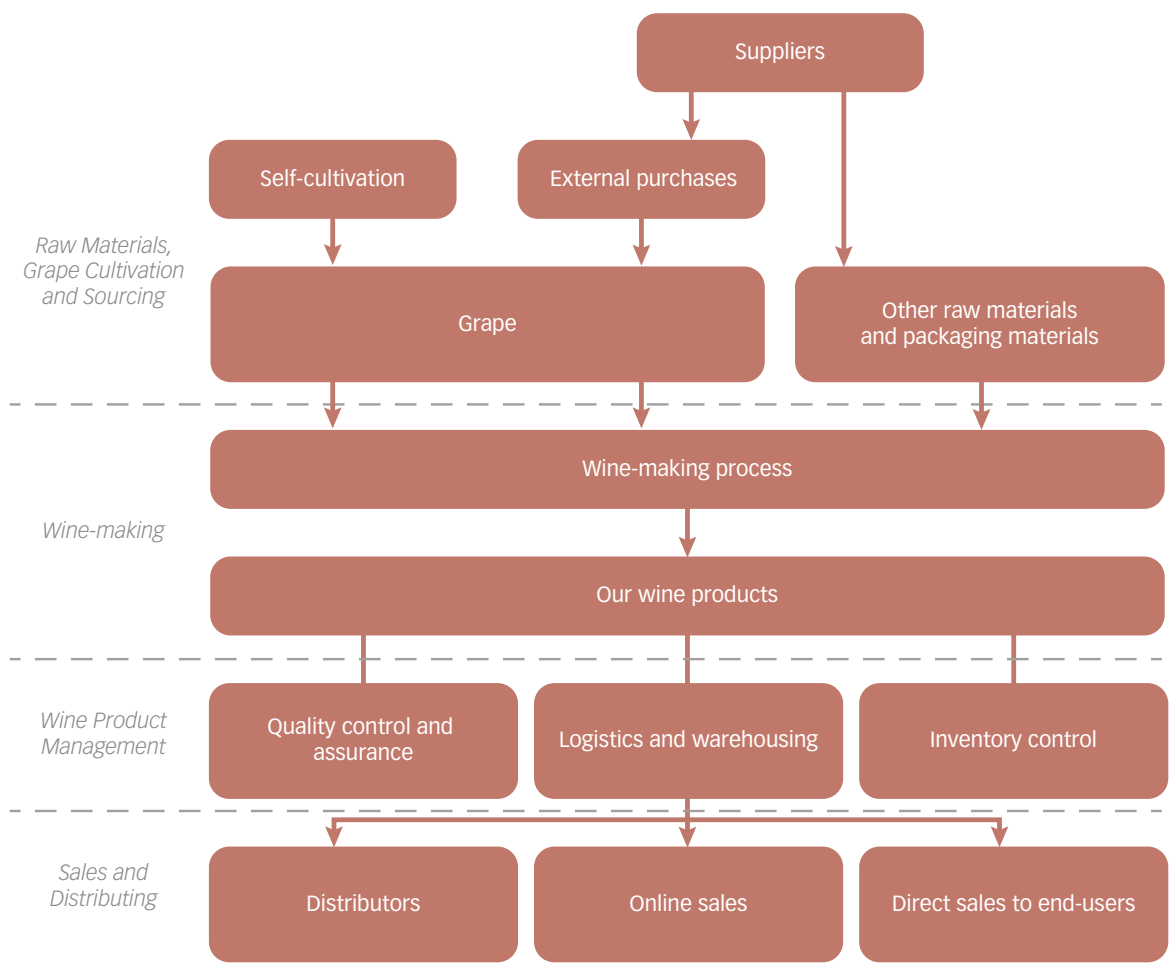 Suppliers
Self-cultivation
External purchases
Raw Materials,
Grape Cultivation
and Sourcing
Grape
Other raw materials
and packaging materials
Wine-making process
Wine-making
Our wine products
Wine Product
Management
Quality control and
assurance
Logistics and warehousing
Inventory control
Sales and
Distributing
Distributors
Online sales
Direct sales to end-users